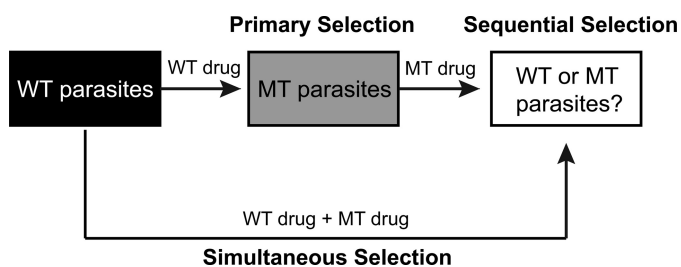 Primary Selection
Sequential Selection
WT parasites
WT drug
MT parasites
MT drug
WT or MT
parasites?
WT drug + MT drug
Simultaneous Selection